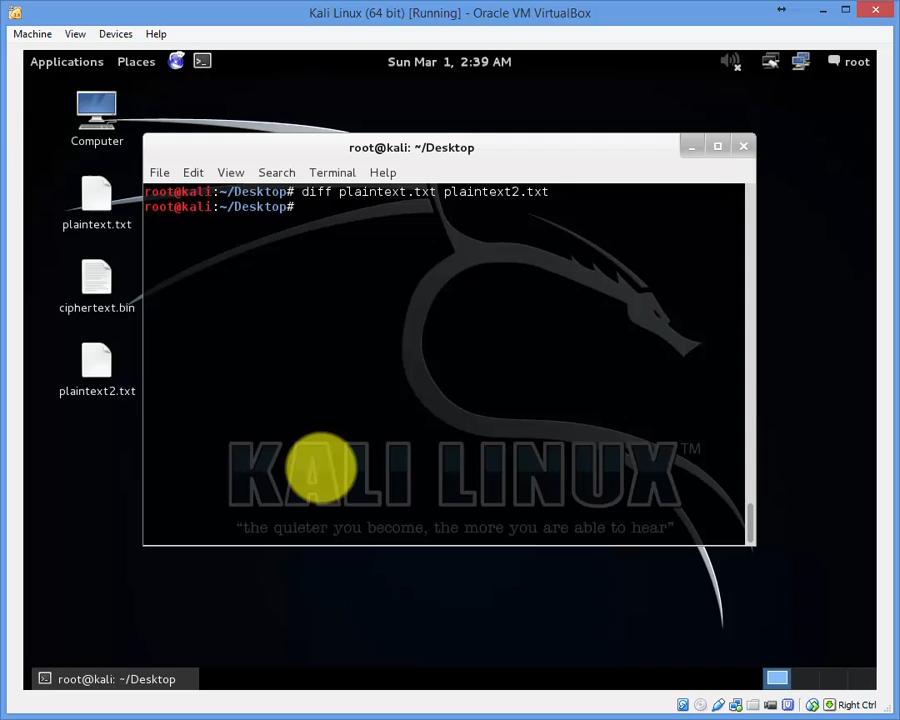 Kali Linux (64 bit) [Running] - Oracle VM VirtualBox
Machine View Devices Help
Applications Places Sun Mar 1, 2:39 AM root
Computer
root@kali: ~/Desktop
File Edit View Search Terminal Help
root@kali:~/Desktop# diff plaintext.txt plaintext2.txt
root@kali:~/Desktop#
plaintext.txt
ciphertext.bin
plaintext2.txt
KALI LINUX TM
“the quieter you become, the more you are able to hear”
root@kali: ~/Desktop
Right Ctrl